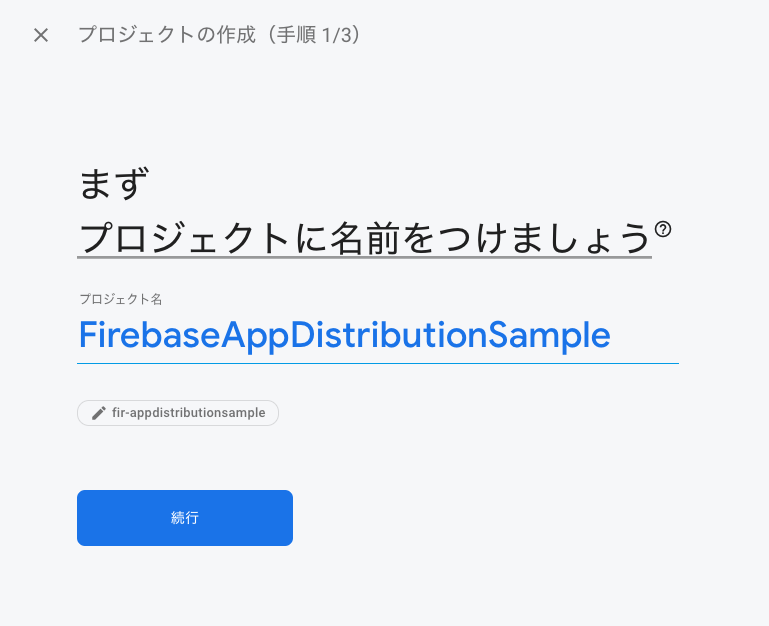 プロジェクトの作成（手順 1/3）
まず
プロジェクトに名前をつけましょう
プロジェクト名
FirebaseAppDistributionSample
fir-appdistributionsample
続行